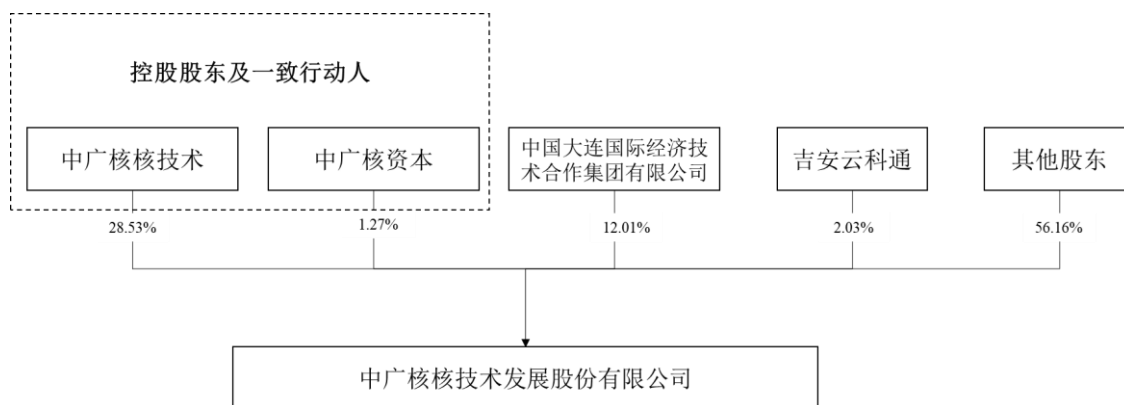 控股股东及一致行动人
中广核核技术
中广核资本
中国大连国际经济技
术合作集团有限公司
吉安云科通
其他股东
28.53%
1.27%
12.01%
2.03%
56.16%
中广核核技术发展股份有限公司